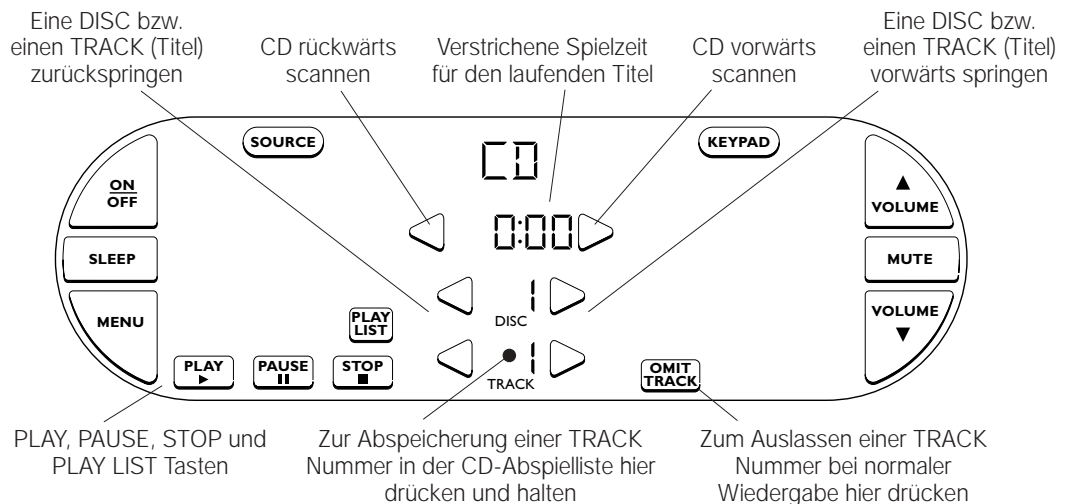 Eine DISC bzw.
einen TRACK (Titel)
zurückspringen
CD rückwärts
scannen
Verstrichene Spielzeit
für den laufenden Titel
CD vorwärts
scannen
Eine DISC bzw.
einen TRACK (Titel)
vorwärts springen
SOURCE
CD
KEYPAD
ON
OFF
▲
VOLUME
0:00
SLEEP
MUTE
MENU
1
DISC
VOLUME
▼
PLAY
LIST
PLAY
►
PAUSE
STOP
■
● 1
TRACK
OMIT
TRACK
PLAY, PAUSE, STOP und
PLAY LIST Tasten
Zur Abspeicherung einer TRACK
Nummer in der CD-Abspielliste hier
drücken und halten
Zum Auslassen einer TRACK
Nummer bei normaler
Wiedergabe hier drücken